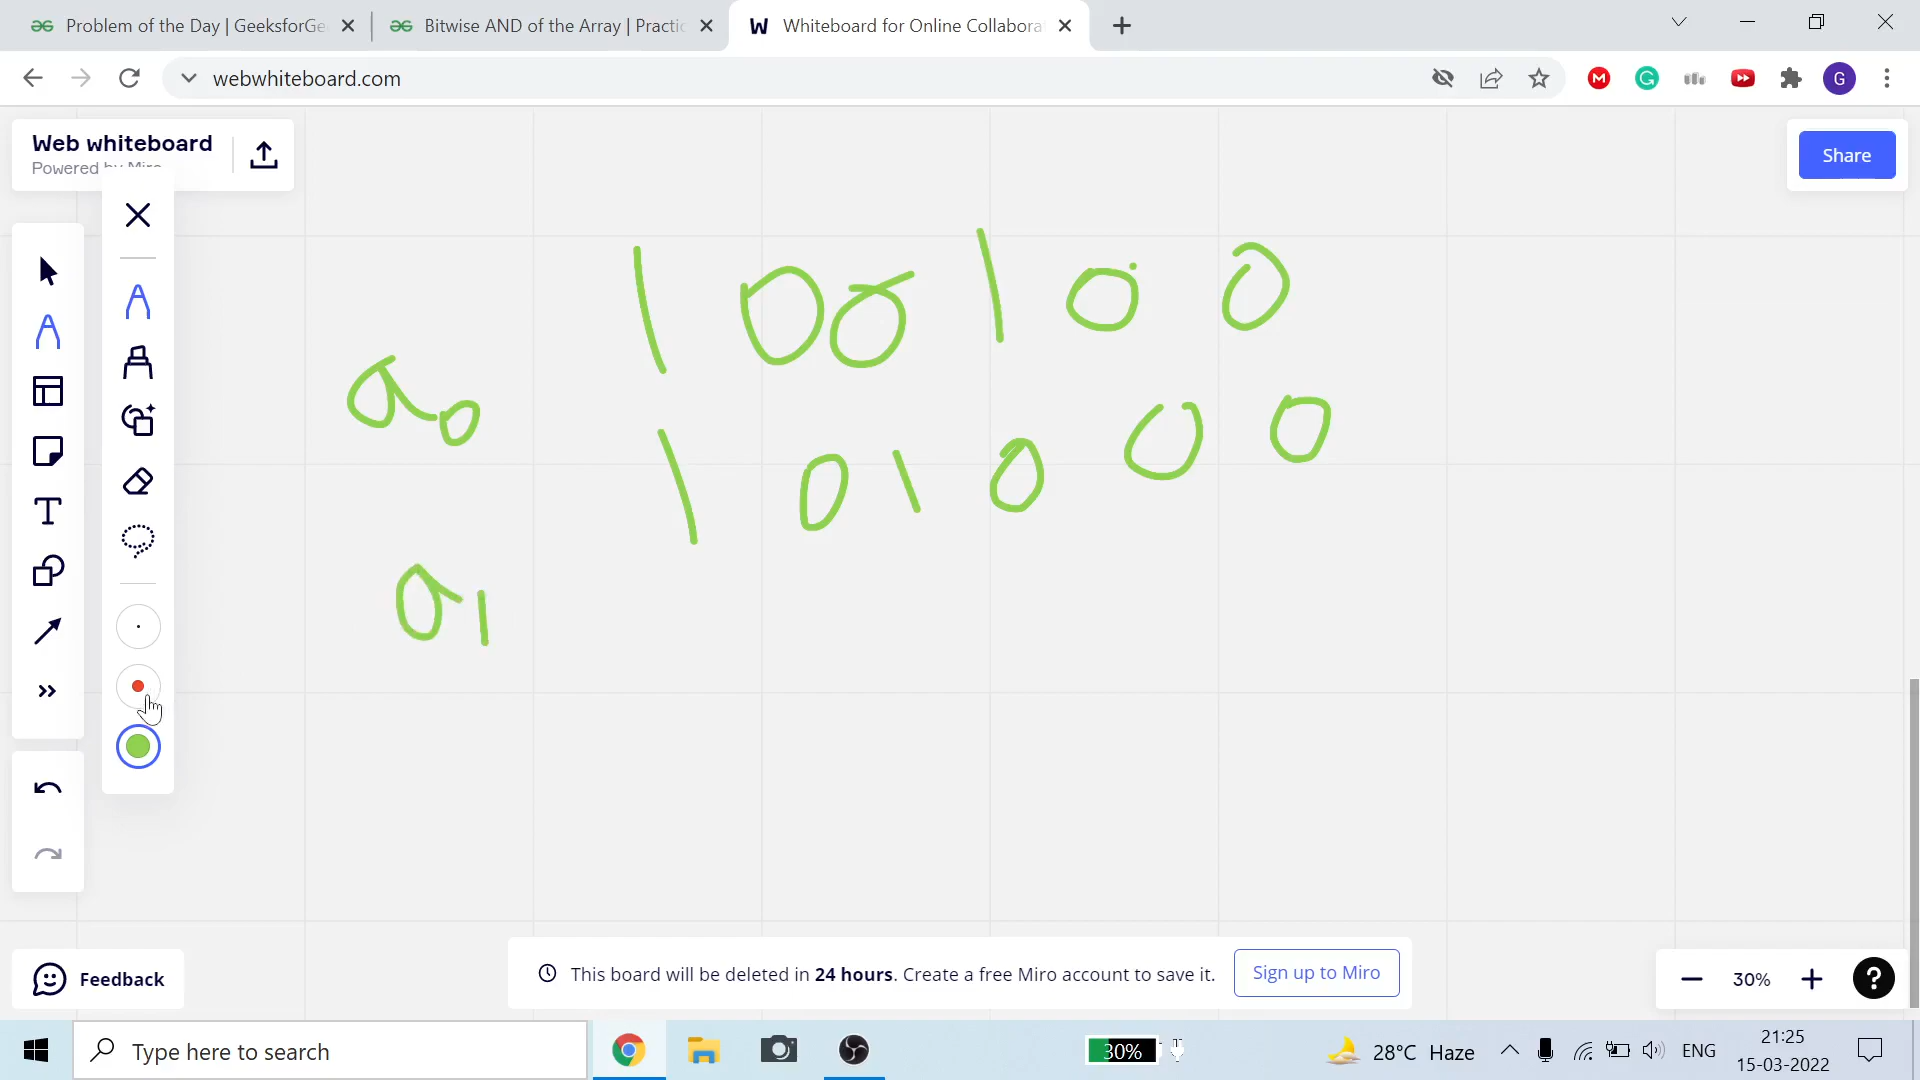 Problem of the Day | GeeksforGe
Bitwise AND of the Array | Practic
W Whiteboard for Online Collabora
webwhiteboard.com
M
G
G
Web whiteboard
Powered by Miro
Share
1 0 0 1 0 0
a0
1 0 1 0 0 0
a1
T
Feedback
This board will be deleted in 24 hours. Create a free Miro account to save it.
Sign up to Miro
30%
?
Type here to search
30%
28°C Haze
ENG
21:25
15-03-2022